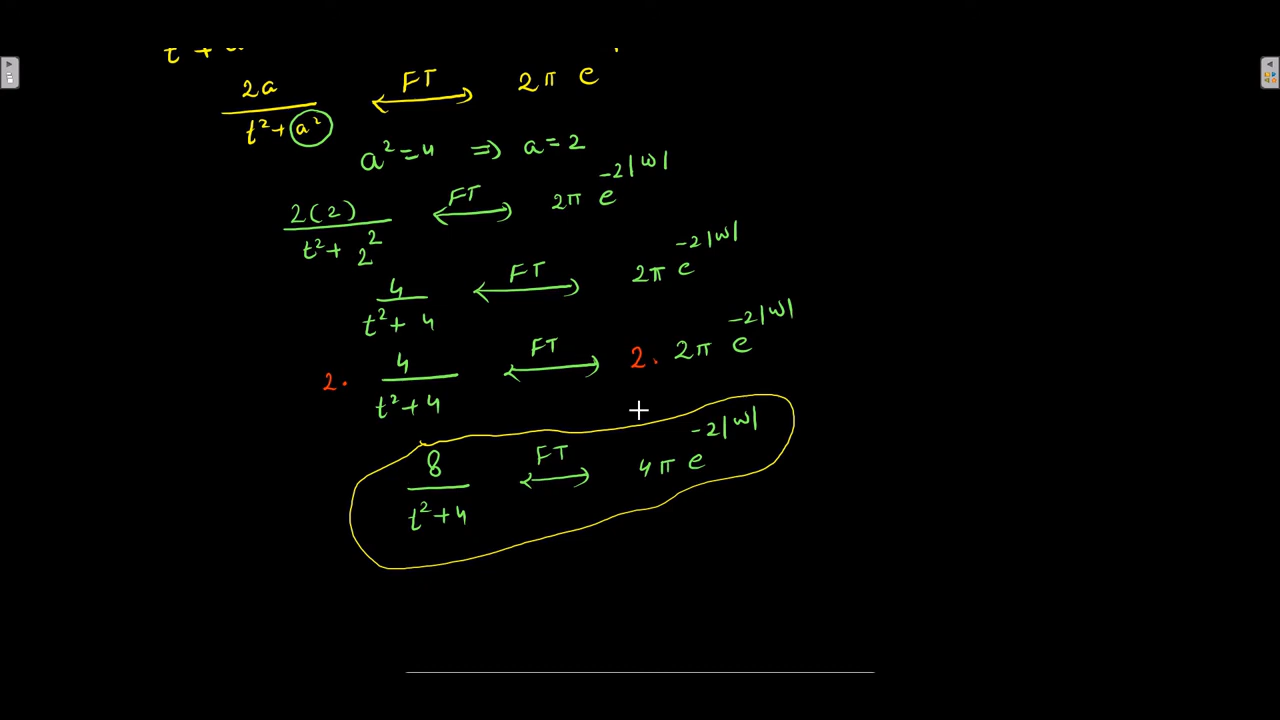 2a / t² + a² ⟷ FT 2π e
a² = 4 ⇒ a = 2
2(2) / t² + 2² ⟷ FT 2π e^-2|w|
4 / t² + 4 ⟷ FT 2π e^-2|w|
2. 4 / t² + 4 ⟷ FT 2. 2π e^-2|w|
8 / t² + 4 ⟷ FT 4π e^-2|w|